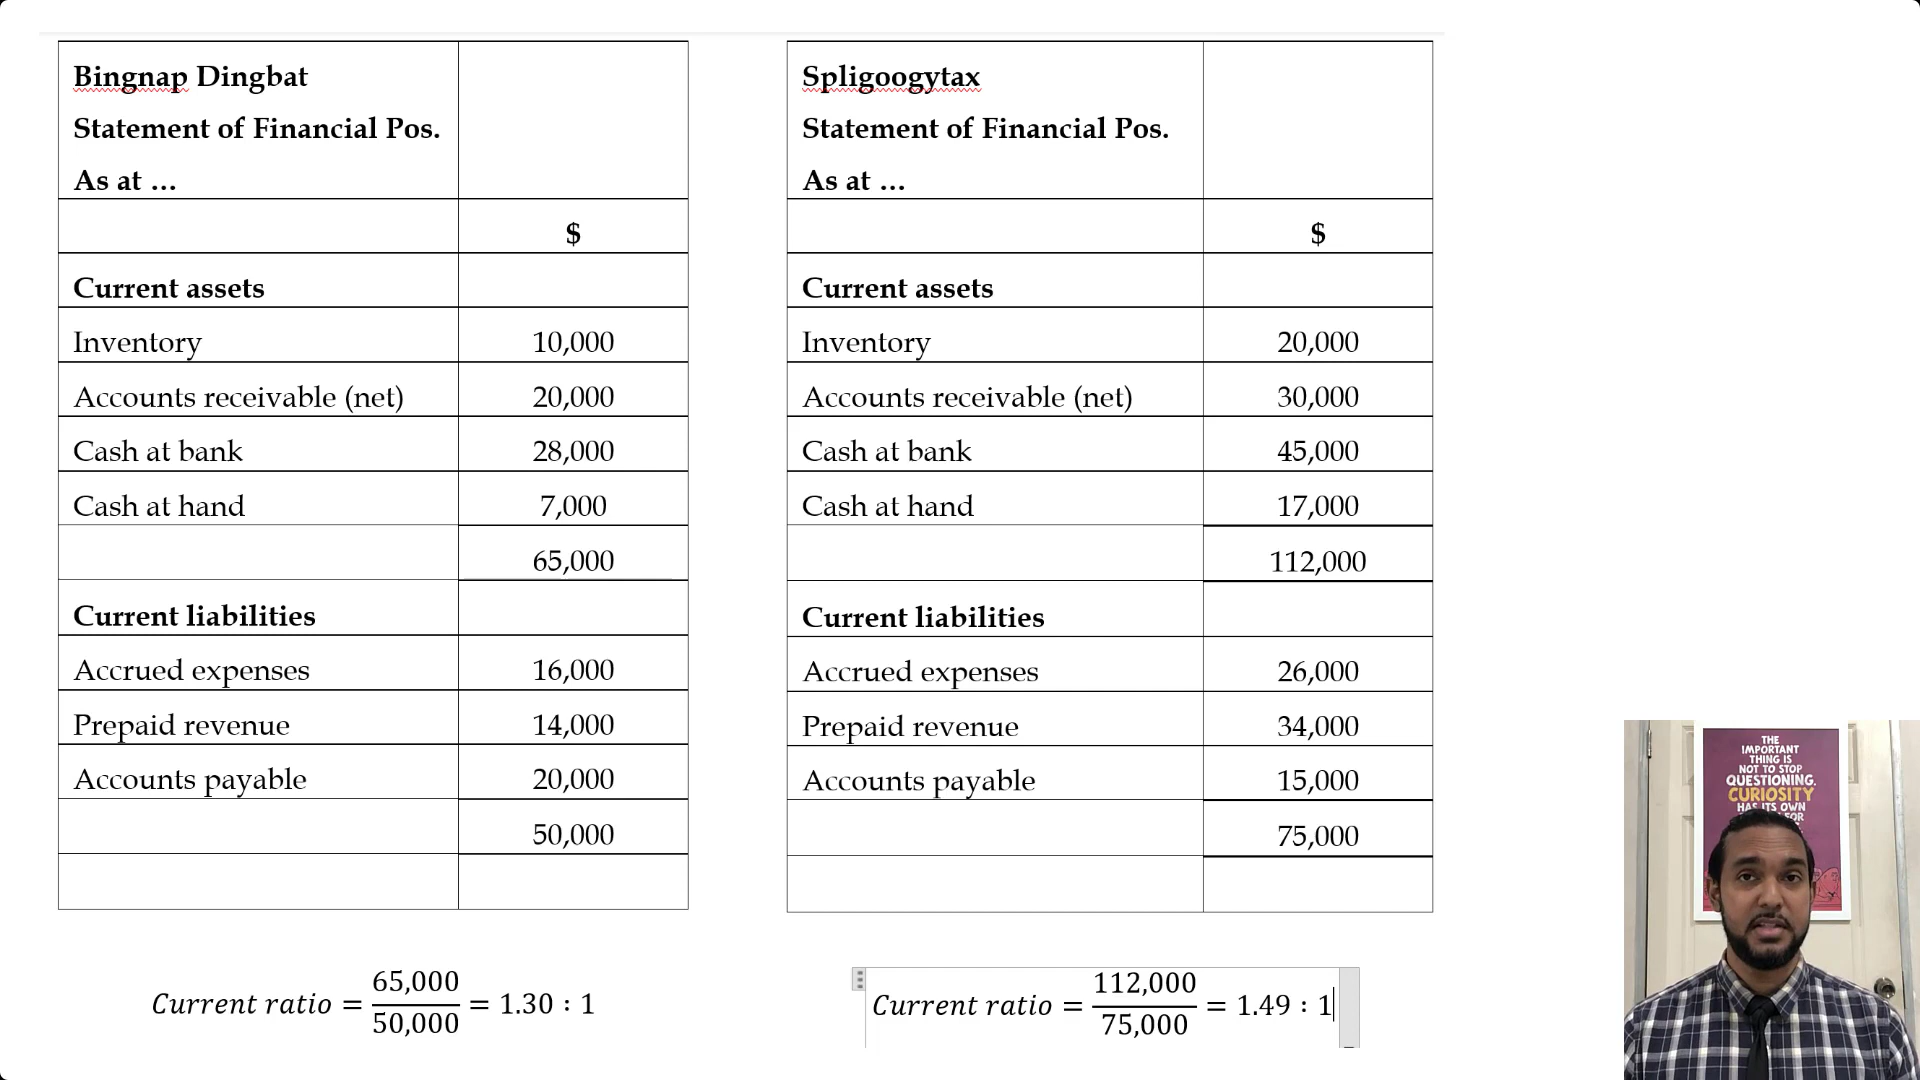 Bingnap Dingbat
Statement of Financial Pos.
As at …
$
Current assets
Inventory 10,000
Accounts receivable (net) 20,000
Cash at bank 28,000
Cash at hand 7,000
65,000
Current liabilities
Accrued expenses 16,000
Prepaid revenue 14,000
Accounts payable 20,000
50,000
Current ratio = 65,000 / 50,000 = 1.30 : 1
Spligoogytax
Statement of Financial Pos.
As at …
$
Current assets
Inventory 20,000
Accounts receivable (net) 30,000
Cash at bank 45,000
Cash at hand 17,000
112,000
Current liabilities
Accrued expenses 26,000
Prepaid revenue 34,000
Accounts payable 15,000
75,000
Current ratio = 112,000 / 75,000 = 1.49 : 1
THE
IMPORTANT
THING IS
NOT TO STOP
QUESTIONING.
CURIOSITY
HAS ITS OWN
FOR